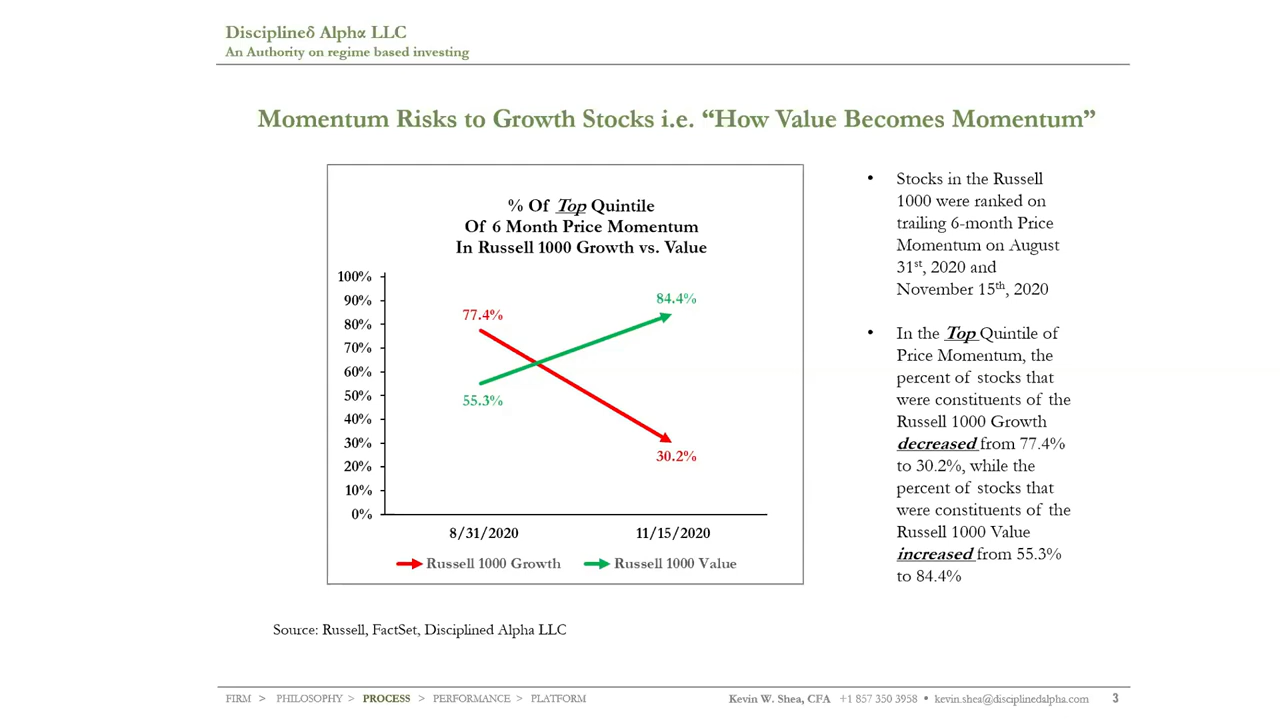 Disciplineδ Alphα LLC
An Authority on regime based investing
Momentum Risks to Growth Stocks i.e. “How Value Becomes Momentum”
% Of Top Quintile
Of 6 Month Price Momentum
In Russell 1000 Growth vs. Value
100%
90%
80%
70%
60%
50%
40%
30%
20%
10%
0%
77.4%
84.4%
55.3%
30.2%
8/31/2020 11/15/2020
Russell 1000 Growth Russell 1000 Value
• Stocks in the Russell
1000 were ranked on
trailing 6-month Price
Momentum on August
31st, 2020 and
November 15th, 2020
• In the Top Quintile of
Price Momentum, the
percent of stocks that
were constituents of the
Russell 1000 Growth
decreased from 77.4%
to 30.2%, while the
percent of stocks that
were constituents of the
Russell 1000 Value
increased from 55.3%
to 84.4%
Source: Russell, FactSet, Disciplined Alpha LLC
FIRM > PHILOSOPHY > PROCESS > PERFORMANCE > PLATFORM Kevin W. Shea, CFA +1 857 350 3958 • kevin.shea@disciplinedalpha.com 3